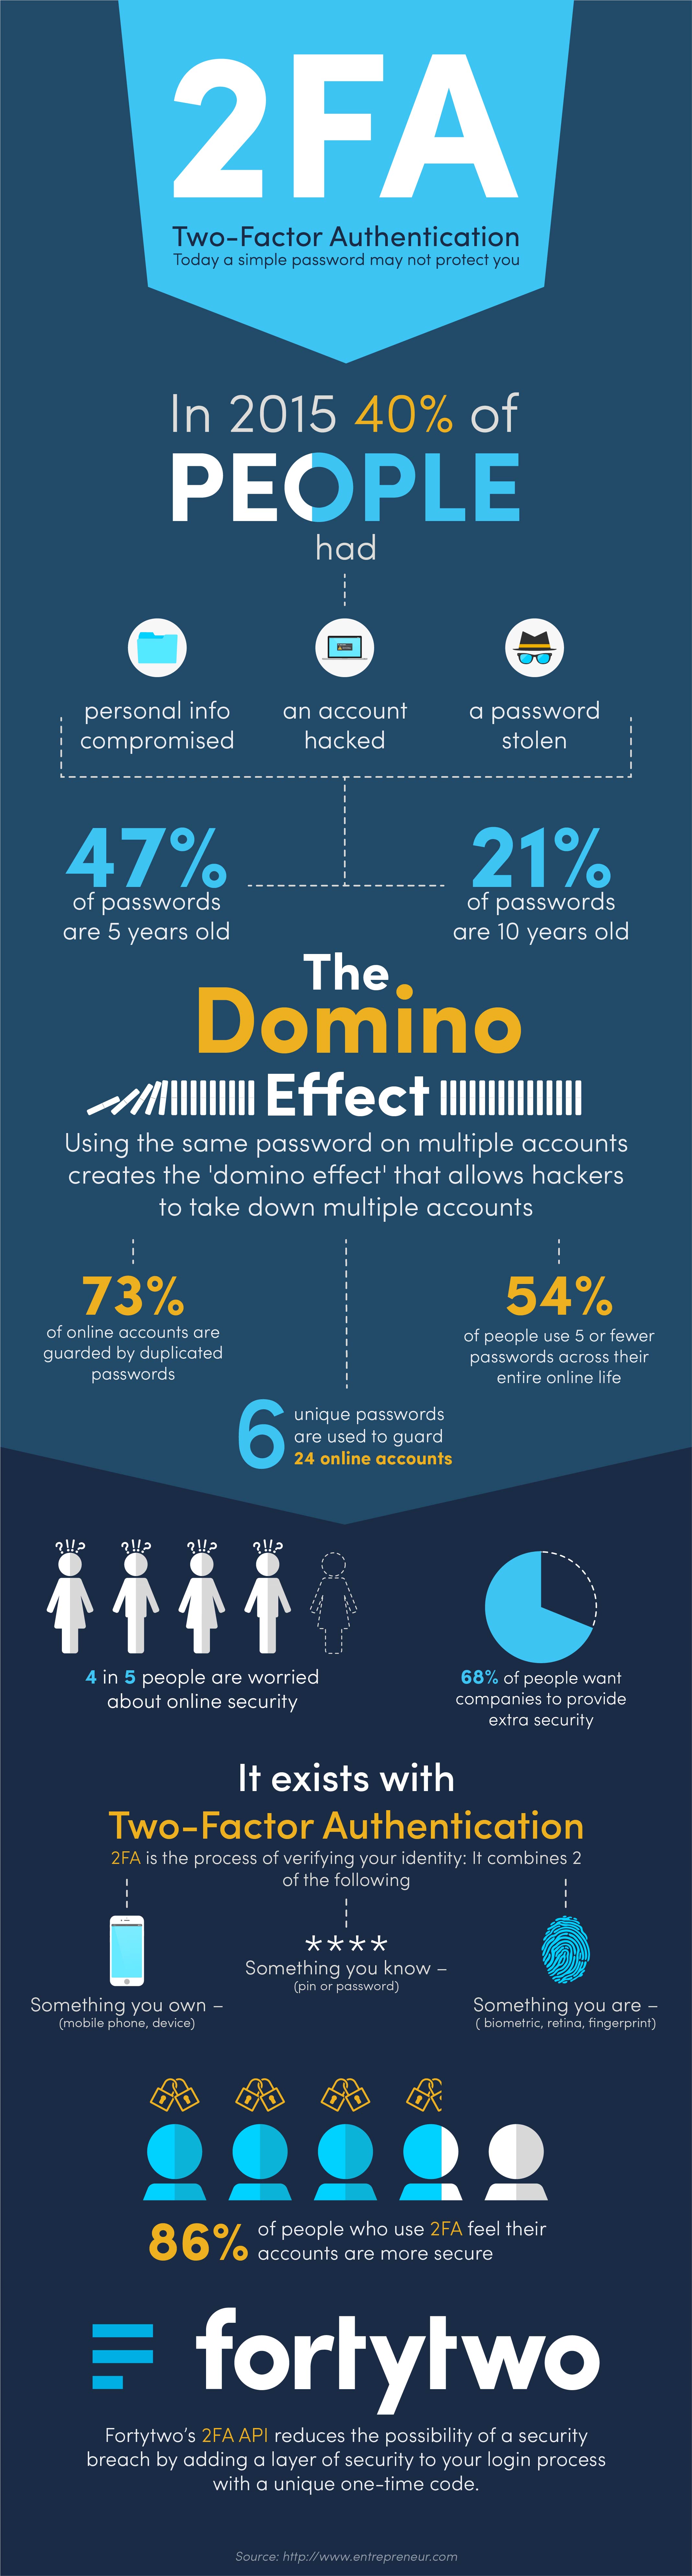 2FA
Two-Factor Authentication
Today a simple password may not protect you
In 2015 40% of
PEOPLE
had
personal info
compromised
an account
hacked
a password
stolen
47%
of passwords
are 5 years old
21%
of passwords
are 10 years old
The
Domino
Effect
Using the same password on multiple accounts
creates the 'domino effect' that allows hackers
to take down multiple accounts
73%
of online accounts are
guarded by duplicated
passwords
54%
of people use 5 or fewer
passwords across their
entire online life
6
unique passwords
are used to guard
24 online accounts
?!!? ?!!? ?!!? ?!!?
4 in 5 people are worried
about online security
68% of people want
companies to provide
extra security
It exists with
Two-Factor Authentication
2FA is the process of verifying your identity: It combines 2
of the following
Something you own –
(mobile phone, device)
****
Something you know –
(pin or password)
Something you are –
( biometric, retina, fingerprint)
86%
of people who use 2FA feel their
accounts are more secure
fortytwo
Fortytwo's 2FA API reduces the possibility of a security
breach by adding a layer of security to your login process
with a unique one-time code.
Source: http://www.entrepreneur.com